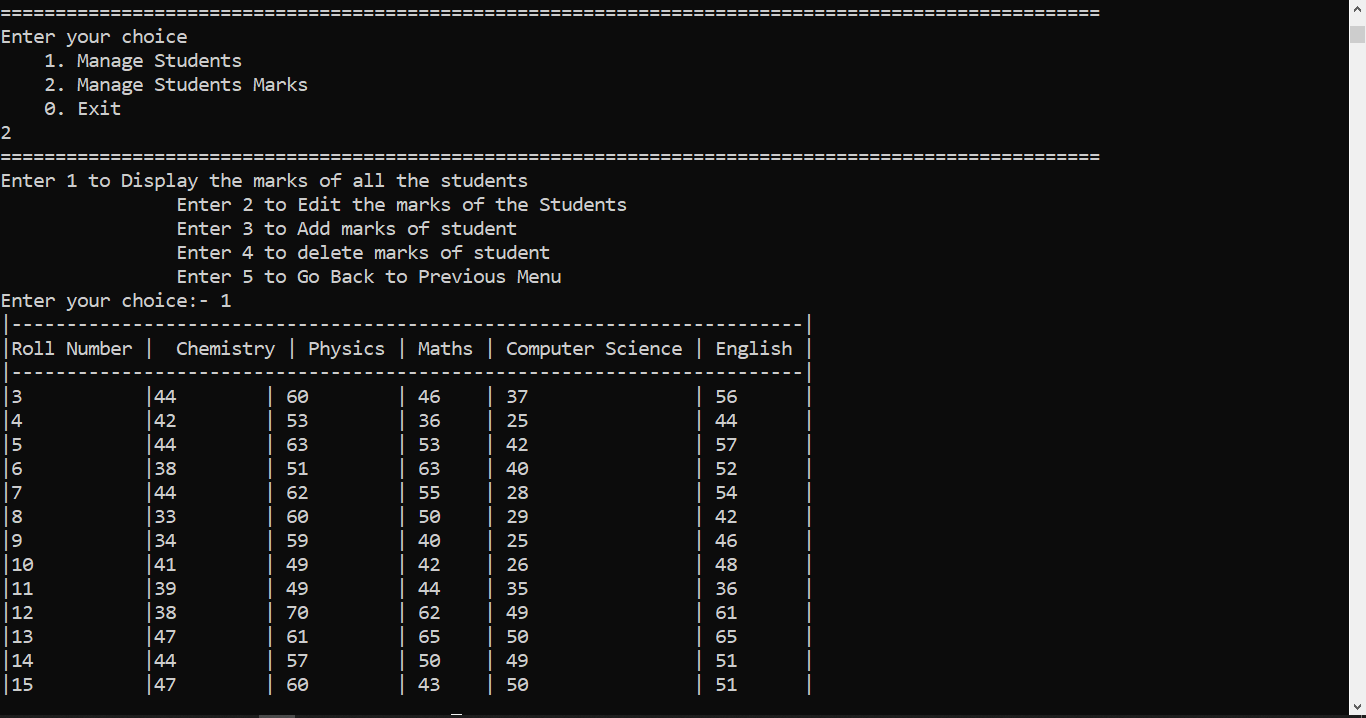 ====================================================================================================
Enter your choice
    1. Manage Students
    2. Manage Students Marks
    0. Exit
2
====================================================================================================
Enter 1 to Display the marks of all the students
                Enter 2 to Edit the marks of the Students
                Enter 3 to Add marks of student
                Enter 4 to delete marks of student
                Enter 5 to Go Back to Previous Menu
Enter your choice:- 1
|------------------------------------------------------------------------|
|Roll Number |  Chemistry | Physics | Maths | Computer Science | English |
|------------------------------------------------------------------------|
|3           |44        | 60        | 46    | 37               | 56      |
|4           |42        | 53        | 36    | 25               | 44      |
|5           |44        | 63        | 53    | 42               | 57      |
|6           |38        | 51        | 63    | 40               | 52      |
|7           |44        | 62        | 55    | 28               | 54      |
|8           |33        | 60        | 50    | 29               | 42      |
|9           |34        | 59        | 40    | 25               | 46      |
|10          |41        | 49        | 42    | 26               | 48      |
|11          |39        | 49        | 44    | 35               | 36      |
|12          |38        | 70        | 62    | 49               | 61      |
|13          |47        | 61        | 65    | 50               | 65      |
|14          |44        | 57        | 50    | 49               | 51      |
|15          |47        | 60        | 43    | 50               | 51      |